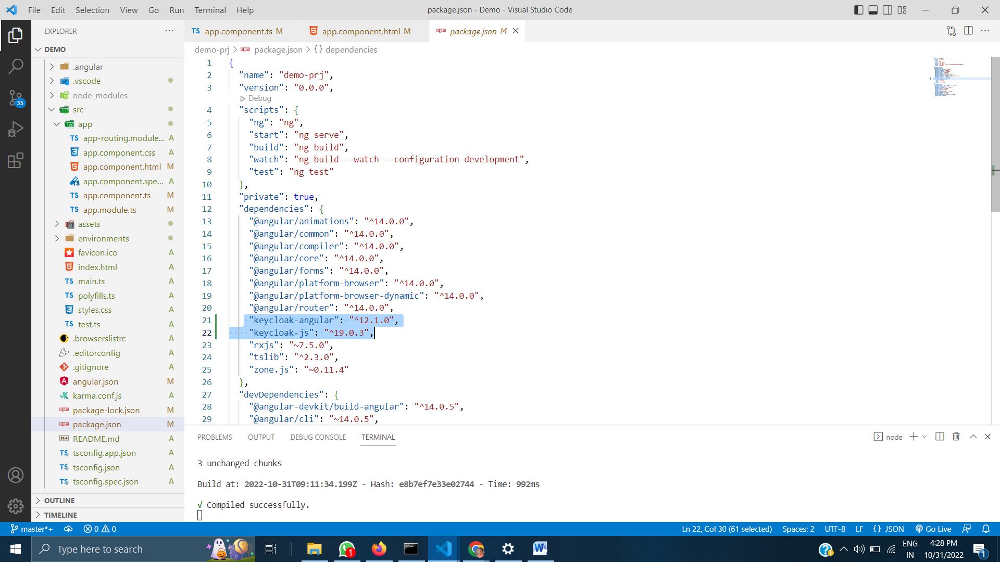 File Edit Selection View Go Run Terminal Help
package.json - Demo - Visual Studio Code
EXPLORER
DEMO
.angular
.vscode
node_modules
src
app
TS app-routing.module... A
app.component.css A
app.component.html M
app.component.spe... A
TS app.component.ts M
TS app.module.ts M
assets
environments
favicon.ico A
index.html A
TS main.ts A
TS polyfills.ts A
styles.css A
TS test.ts A
.browserslistrc A
.editorconfig A
.gitignore A
angular.json M
karma.conf.js A
package-lock.json M
package.json M
README.md A
TS tsconfig.app.json A
TS tsconfig.json A
TS tsconfig.spec.json A
OUTLINE
TIMELINE
35
TS app.component.ts M
app.component.html M
package.json M
demo-prj > package.json > {} dependencies
1 {
2 "name": "demo-prj",
3 "version": "0.0.0",
Debug
4 "scripts": {
5 "ng": "ng",
6 "start": "ng serve",
7 "build": "ng build",
8 "watch": "ng build --watch --configuration development",
9 "test": "ng test"
10 },
11 "private": true,
12 "dependencies": {
13 "@angular/animations": "^14.0.0",
14 "@angular/common": "^14.0.0",
15 "@angular/compiler": "^14.0.0",
16 "@angular/core": "^14.0.0",
17 "@angular/forms": "^14.0.0",
18 "@angular/platform-browser": "^14.0.0",
19 "@angular/platform-browser-dynamic": "^14.0.0",
20 "@angular/router": "^14.0.0",
21 "keycloak-angular": "^12.1.0",
22 "keycloak-js": "^19.0.3",
23 "rxjs": "~7.5.0",
24 "tslib": "^2.3.0",
25 "zone.js": "~0.11.4"
26 },
27 "devDependencies": {
28 "@angular-devkit/build-angular": "^14.0.5",
29 "@angular/cli": "~14.0.5",
PROBLEMS OUTPUT DEBUG CONSOLE TERMINAL
node
3 unchanged chunks
Build at: 2022-10-31T09:11:34.199Z - Hash: e8b7ef7e33e02744 - Time: 992ms
√ Compiled successfully.
master*+ 0 0
Ln 22, Col 30 (61 selected) Spaces: 2 UTF-8 LF {} JSON Go Live
Type here to search
1
ENG
IN
4:28 PM
10/31/2022
1